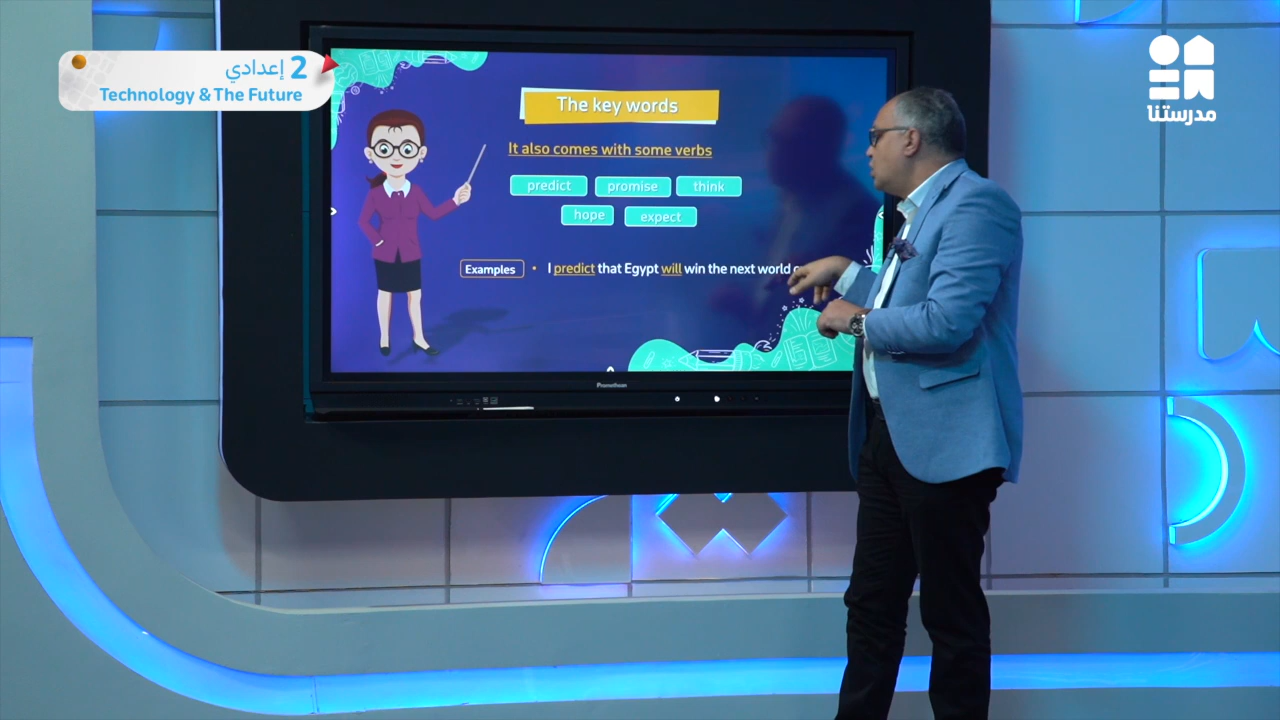 2 إعدادي
Technology & The Future
مدرستنا
The key words
It also comes with some verbs
predict promise think
hope expect
Examples • I predict that Egypt will win the next world
Promethean